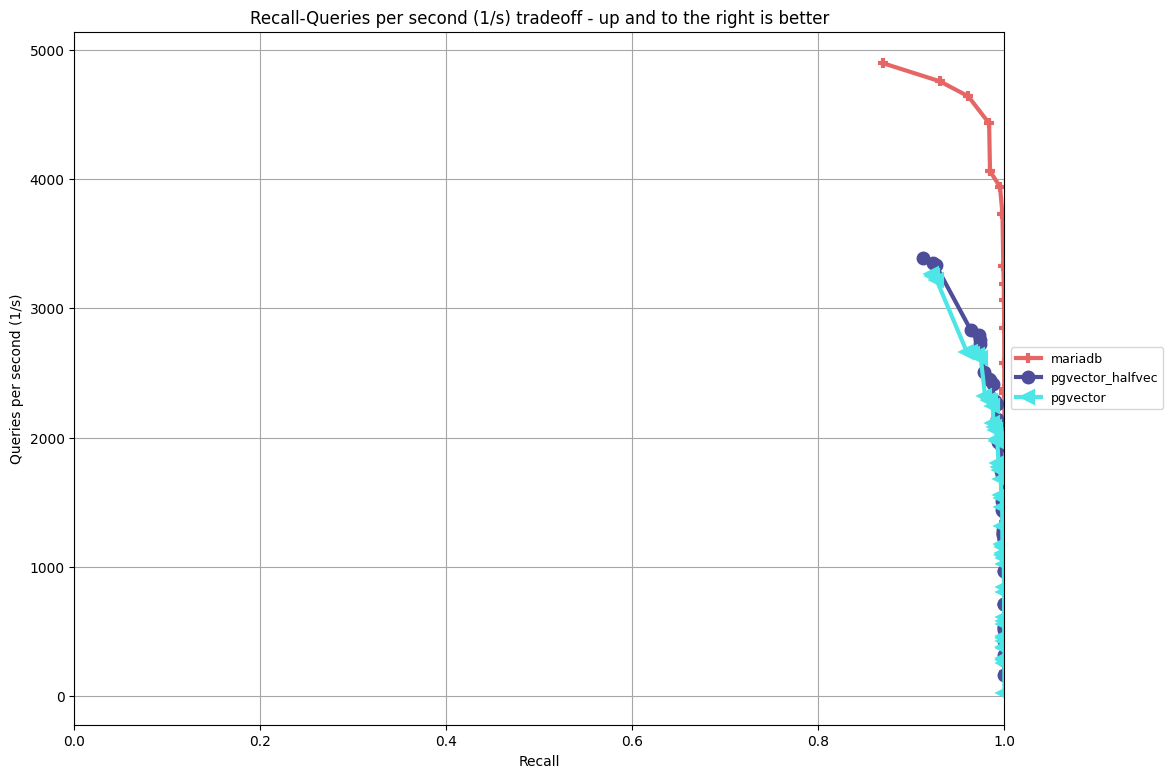 Recall-Queries per second (1/s) tradeoff - up and to the right is better
5000
4000
3000
2000
1000
0
Queries per second (1/s)
0.0 0.2 0.4 0.6 0.8 1.0
Recall
mariadb
pgvector_halfvec
pgvector